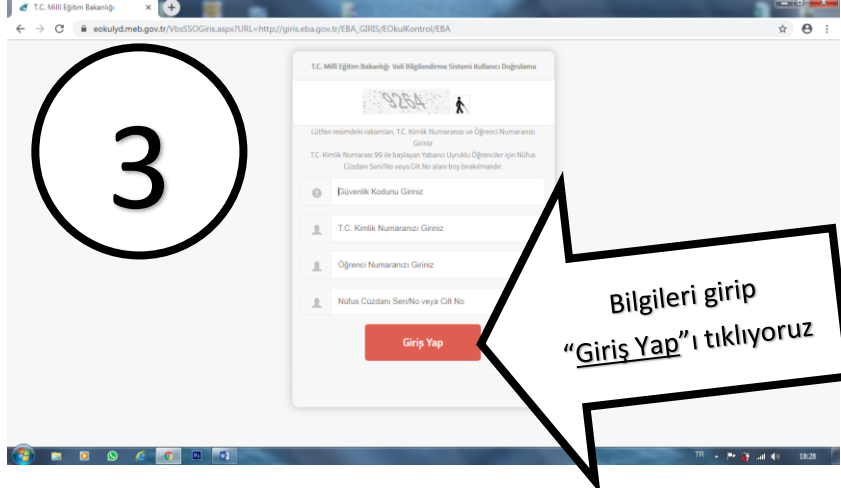 T.C. Millî Eğitim Bakanlığı
eokulyd.meb.gov.tr/VbsSSOGiris.aspx?URL=http://giris.eba.gov.tr/EBA_GIRIS/EOkulKontrol/EBA
T.C. Millî Eğitim Bakanlığı Veli Bilgilendirme Sistemi Kullanıcı Doğrulama
9264
Lütfen resimdeki rakamları, T.C. Kimlik Numaranızı ve Öğrenci Numaranızı
Giriniz
T.C. Kimlik Numarası 99 ile başlayan Yabancı Uyruklu Öğrenciler için Nüfus
Cüzdanı Seri/No veya Cilt No alanı boş bırakılmalıdır.
Güvenlik Kodunu Giriniz
T.C. Kimlik Numaranızı Giriniz
Öğrenci Numaranızı Giriniz
Nüfus Cüzdanı Seri/No veya Cilt No
Giriş Yap
3
Bilgileri girip
“Giriş Yap”ı tıklıyoruz
TR
18:28